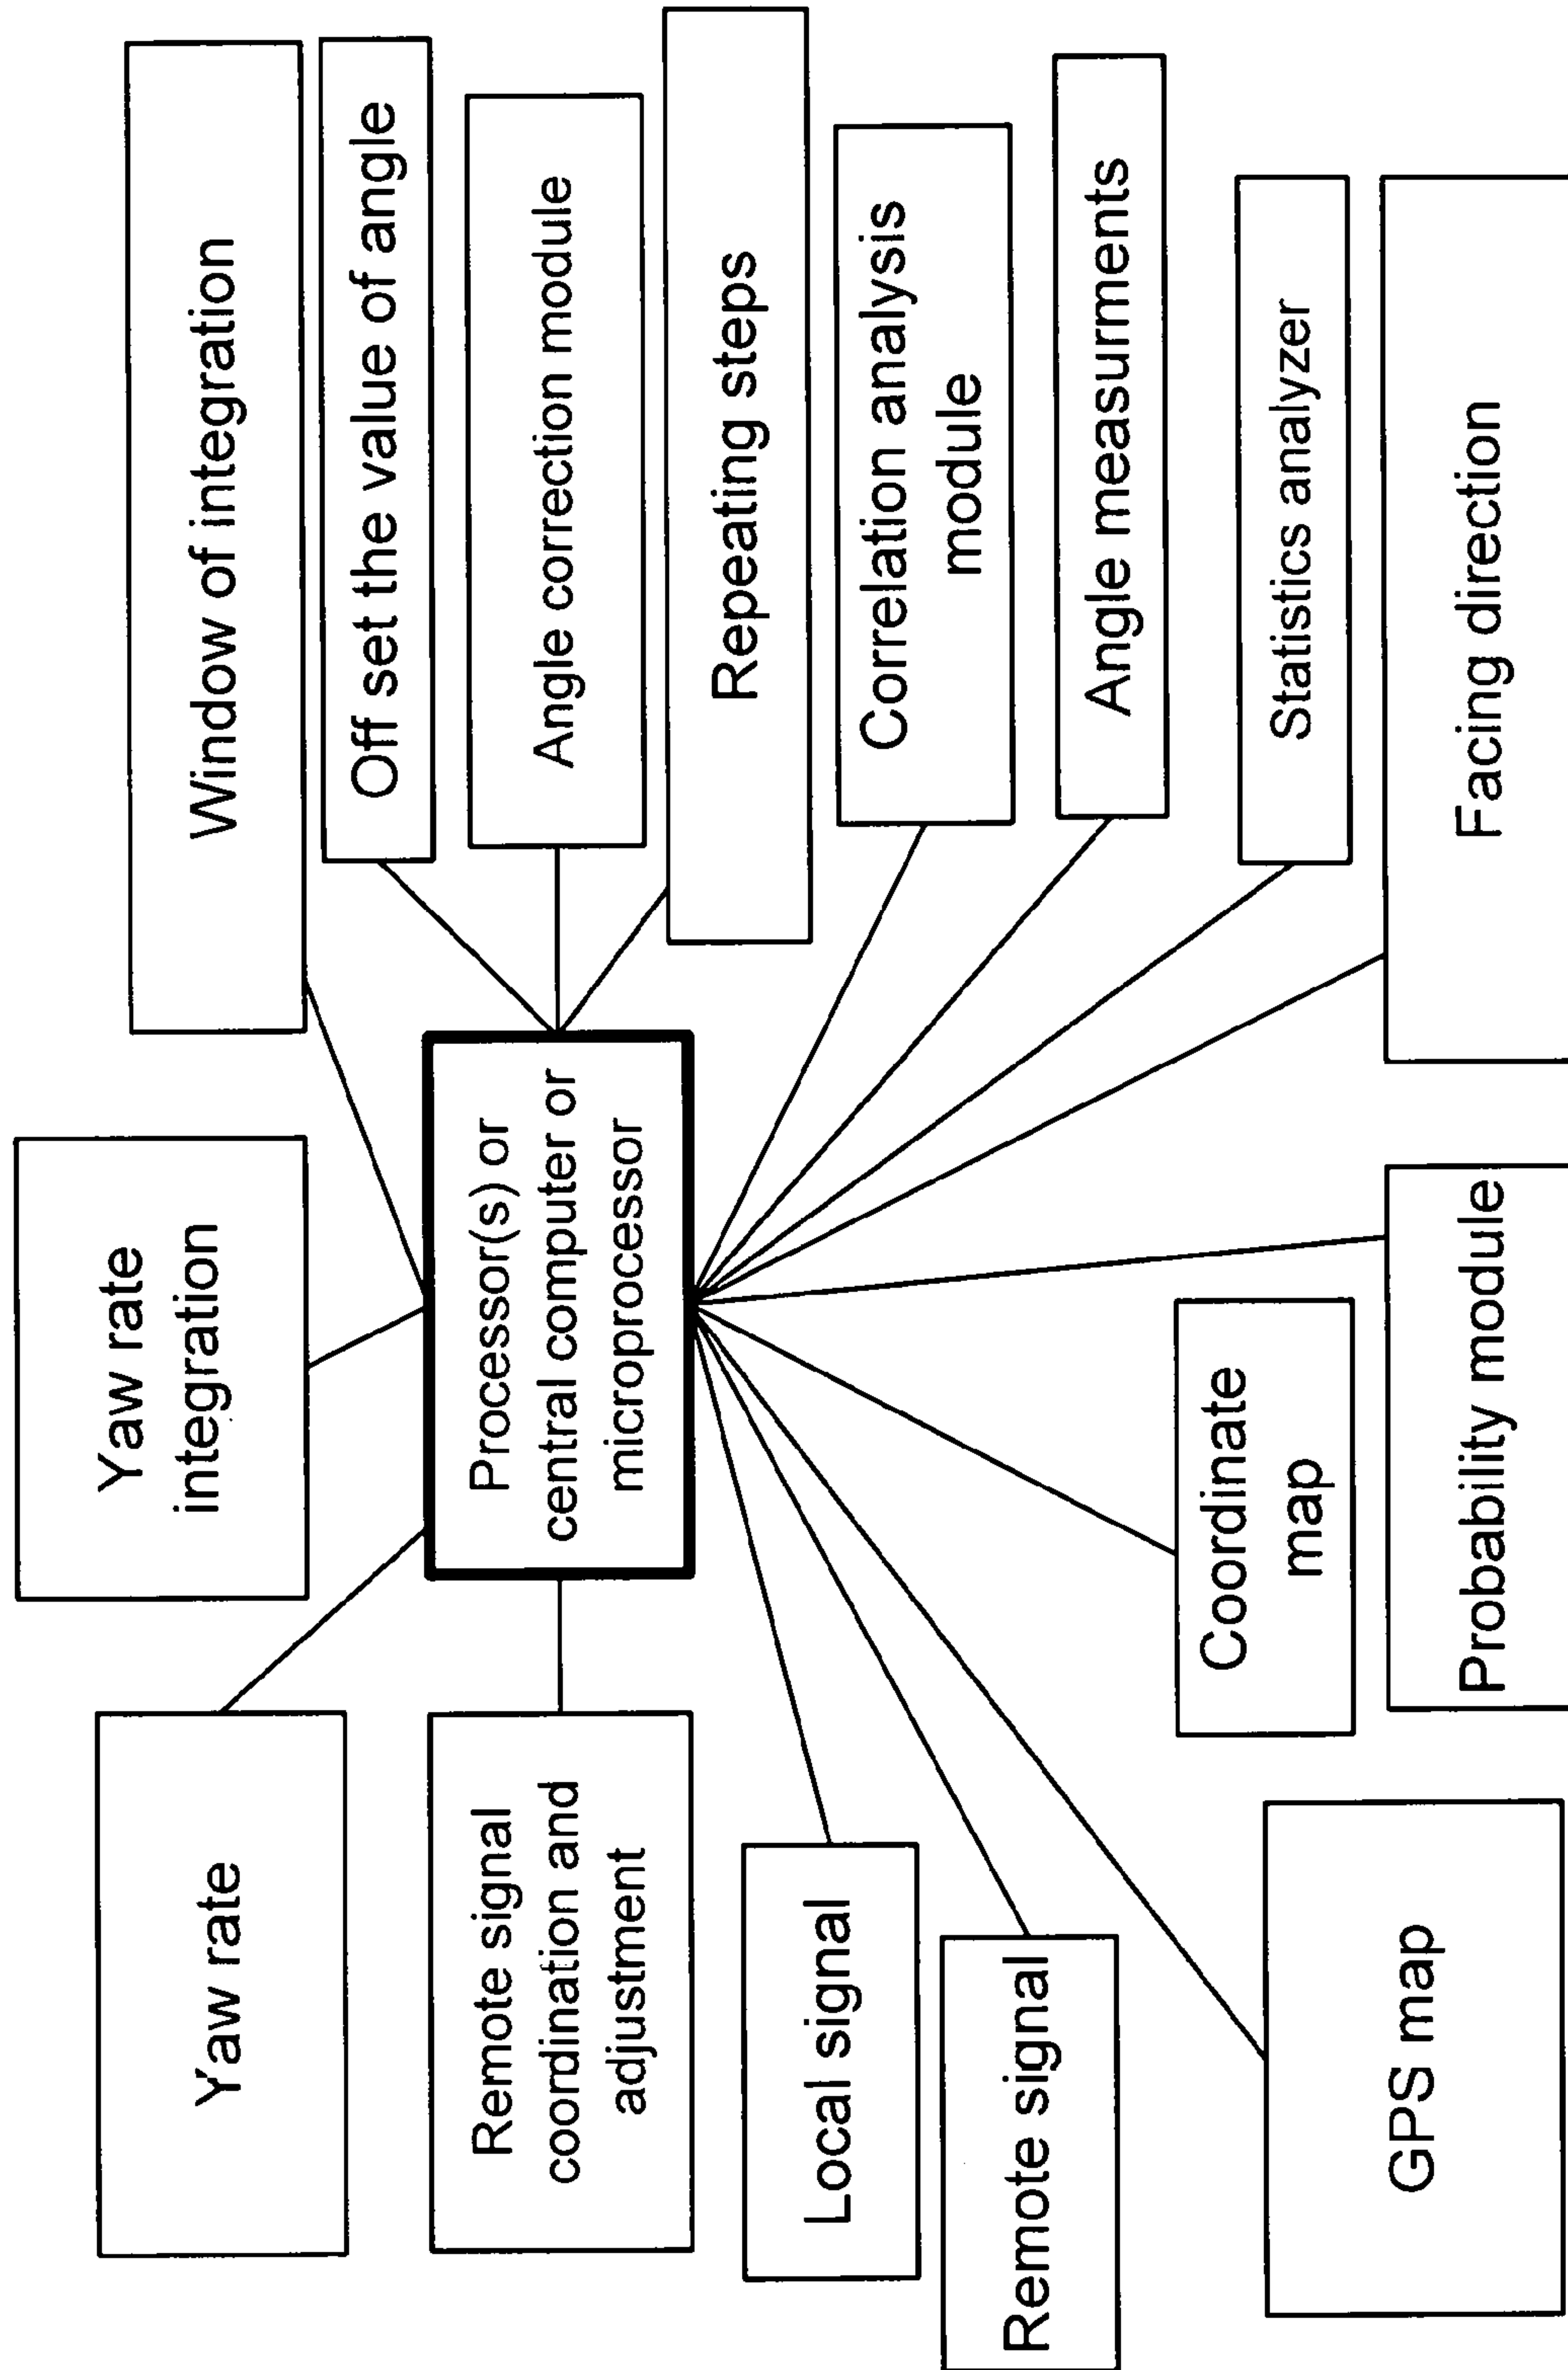 Yaw rate
Yaw rate
integration
Window of integration
Off set the value of angle
Angle correction module
Repeating steps
Correlation analysis
module
Angle measurments
Statistics analyzer
Facing direction
Processor(s) or
central computer or
microprocessor
Remote signal
coordination and
adjustment
Local signal
Remote signal
GPS map
Coordinate
map
Probability module